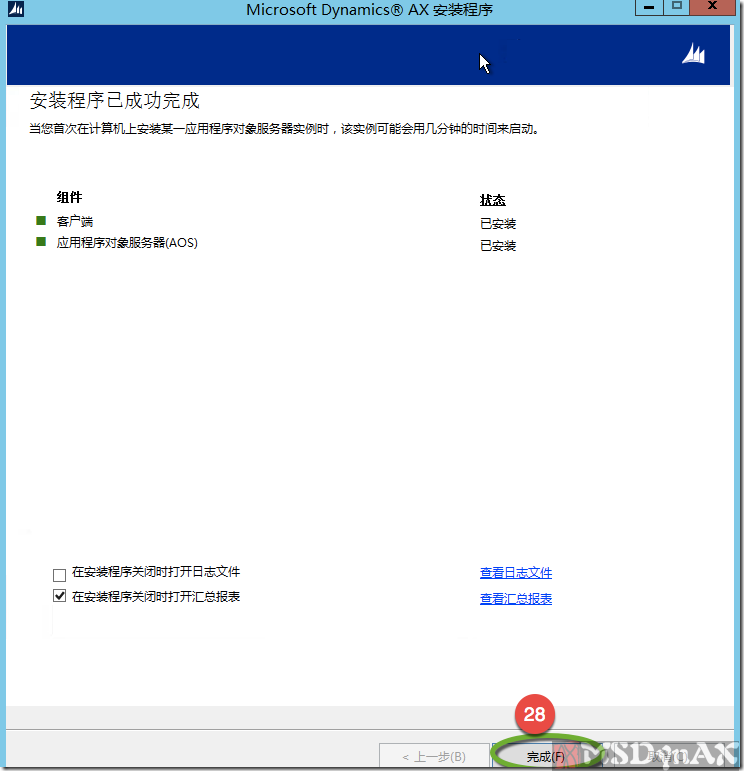 Microsoft Dynamics® AX 安装程序
安装程序已成功完成
当您首次在计算机上安装某一应用程序对象服务器实例时，该实例可能会用几分钟的时间来启动。
组件 状态
客户端 已安装
应用程序对象服务器(AOS) 已安装
在安装程序关闭时打开日志文件 查看日志文件
在安装程序关闭时打开汇总报表 查看汇总报表
28
< 上一步(B) 完成(F)
MSDynAX